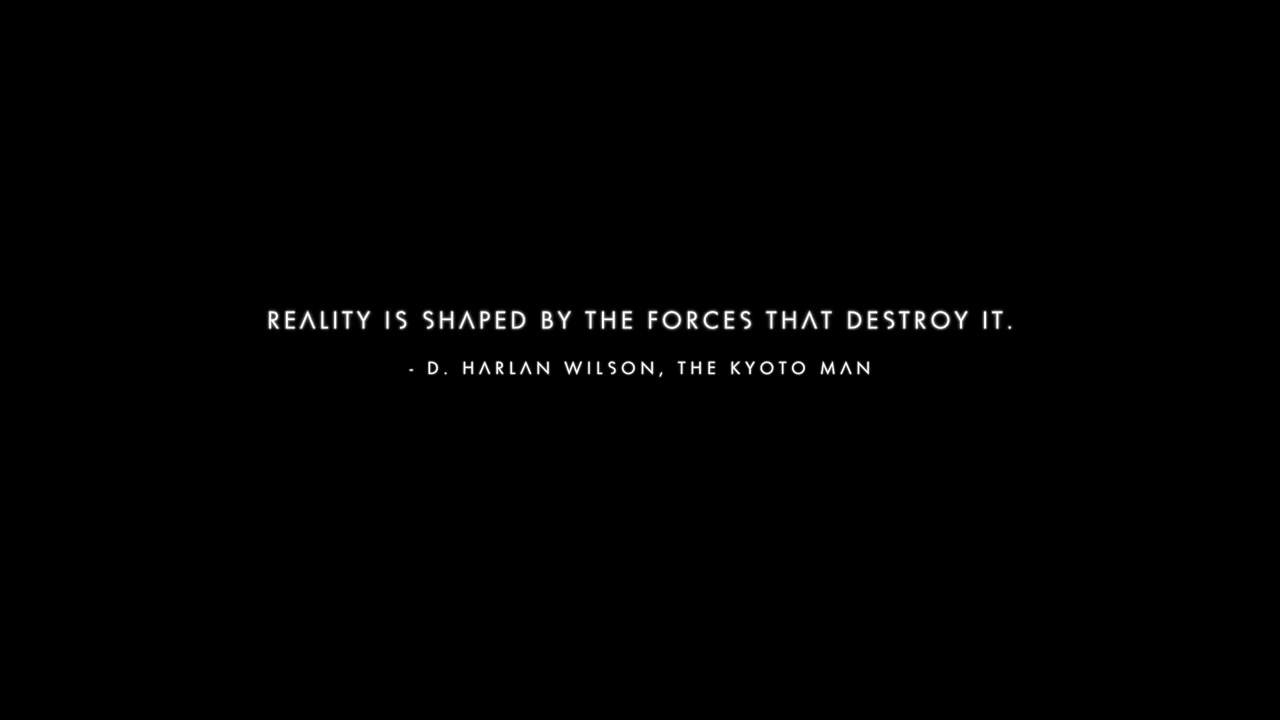 REALITY IS SHAPED BY THE FORCES THAT DESTROY IT.
- D. HARLAN WILSON, THE KYOTO MAN